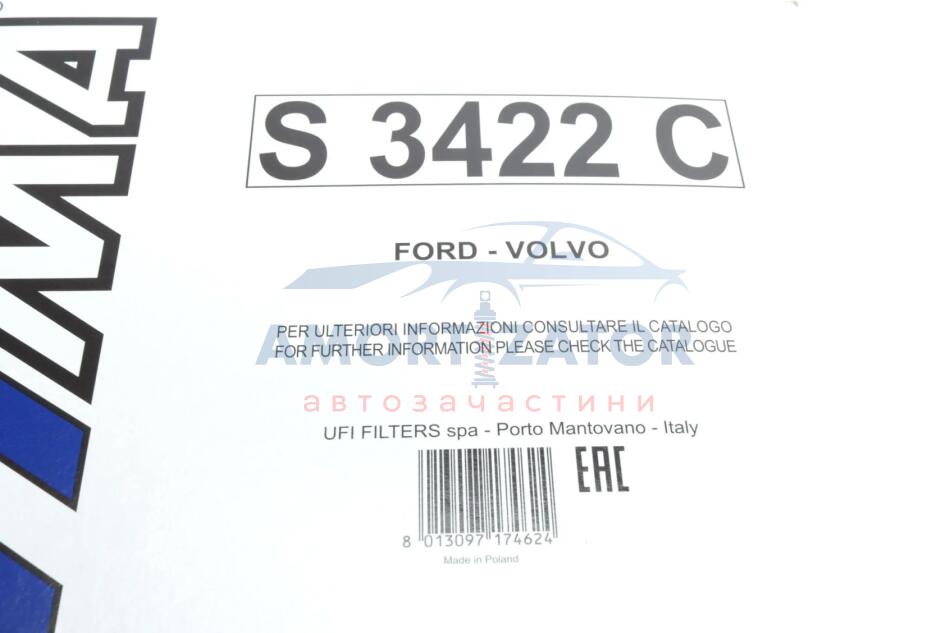 S 3422 C
FORD - VOLVO
PER ULTERIORI INFORMAZIONI CONSULTARE IL CATALOGO
FOR FURTHER INFORMATION PLEASE CHECK THE CATALOGUE
AMORTIZATOR
автозачастини
UFI FILTERS spa - Porto Mantovano - Italy
EAC
8 013097 174624
Made in Poland